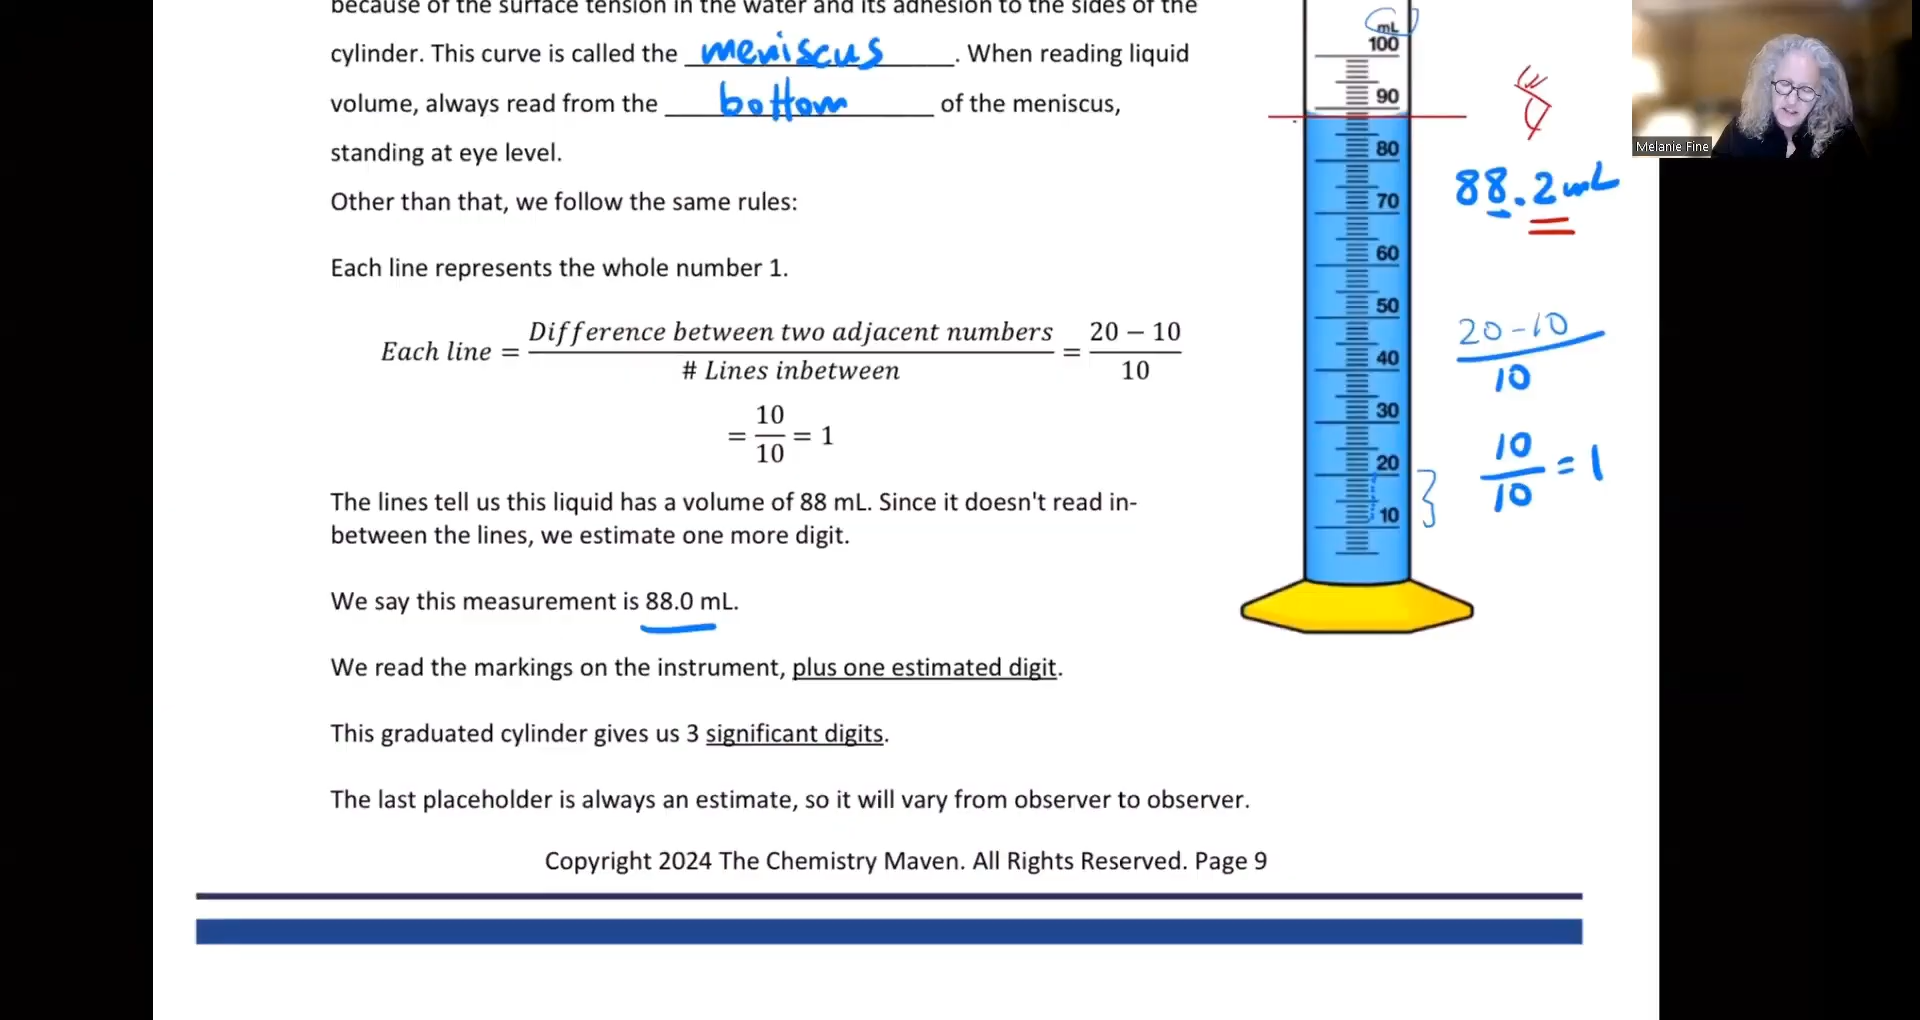 because of the surface tension in the water and its adhesion to the sides of the
cylinder. This curve is called the meniscus. When reading liquid
volume, always read from the bottom of the meniscus,
standing at eye level.
Other than that, we follow the same rules:
Each line represents the whole number 1.
Each line = Difference between two adjacent numbers / # Lines inbetween = 20 − 10 / 10
= 10 / 10 = 1
The lines tell us this liquid has a volume of 88 mL. Since it doesn't read in-
between the lines, we estimate one more digit.
We say this measurement is 88.0 mL.
We read the markings on the instrument, plus one estimated digit.
This graduated cylinder gives us 3 significant digits.
The last placeholder is always an estimate, so it will vary from observer to observer.
Copyright 2024 The Chemistry Maven. All Rights Reserved. Page 9
mL
100
90
80
70
60
50
40
30
20
10
88.2 mL
20 - 10
10
10
10
= 1
Melanie Fine